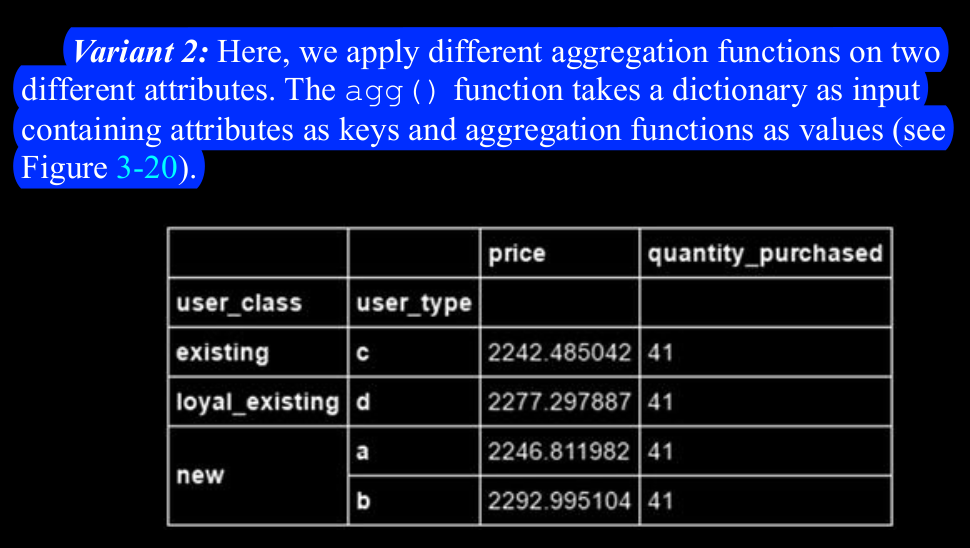 Variant 2: Here, we apply different aggregation functions on two
different attributes. The agg() function takes a dictionary as input
containing attributes as keys and aggregation functions as values (see
Figure 3-20).
price quantity_purchased
user_class user_type
existing c 2242.485042 41
loyal_existing d 2277.297887 41
new a 2246.811982 41
b 2292.995104 41